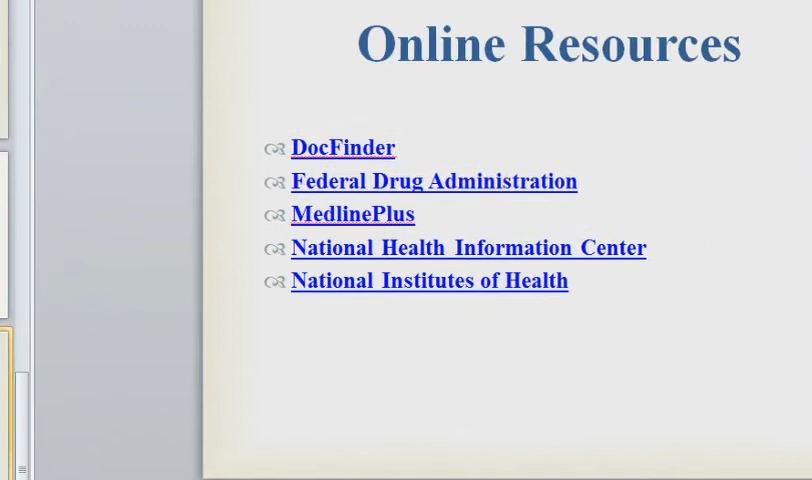 Online Resources
DocFinder
Federal Drug Administration
MedlinePlus
National Health Information Center
National Institutes of Health